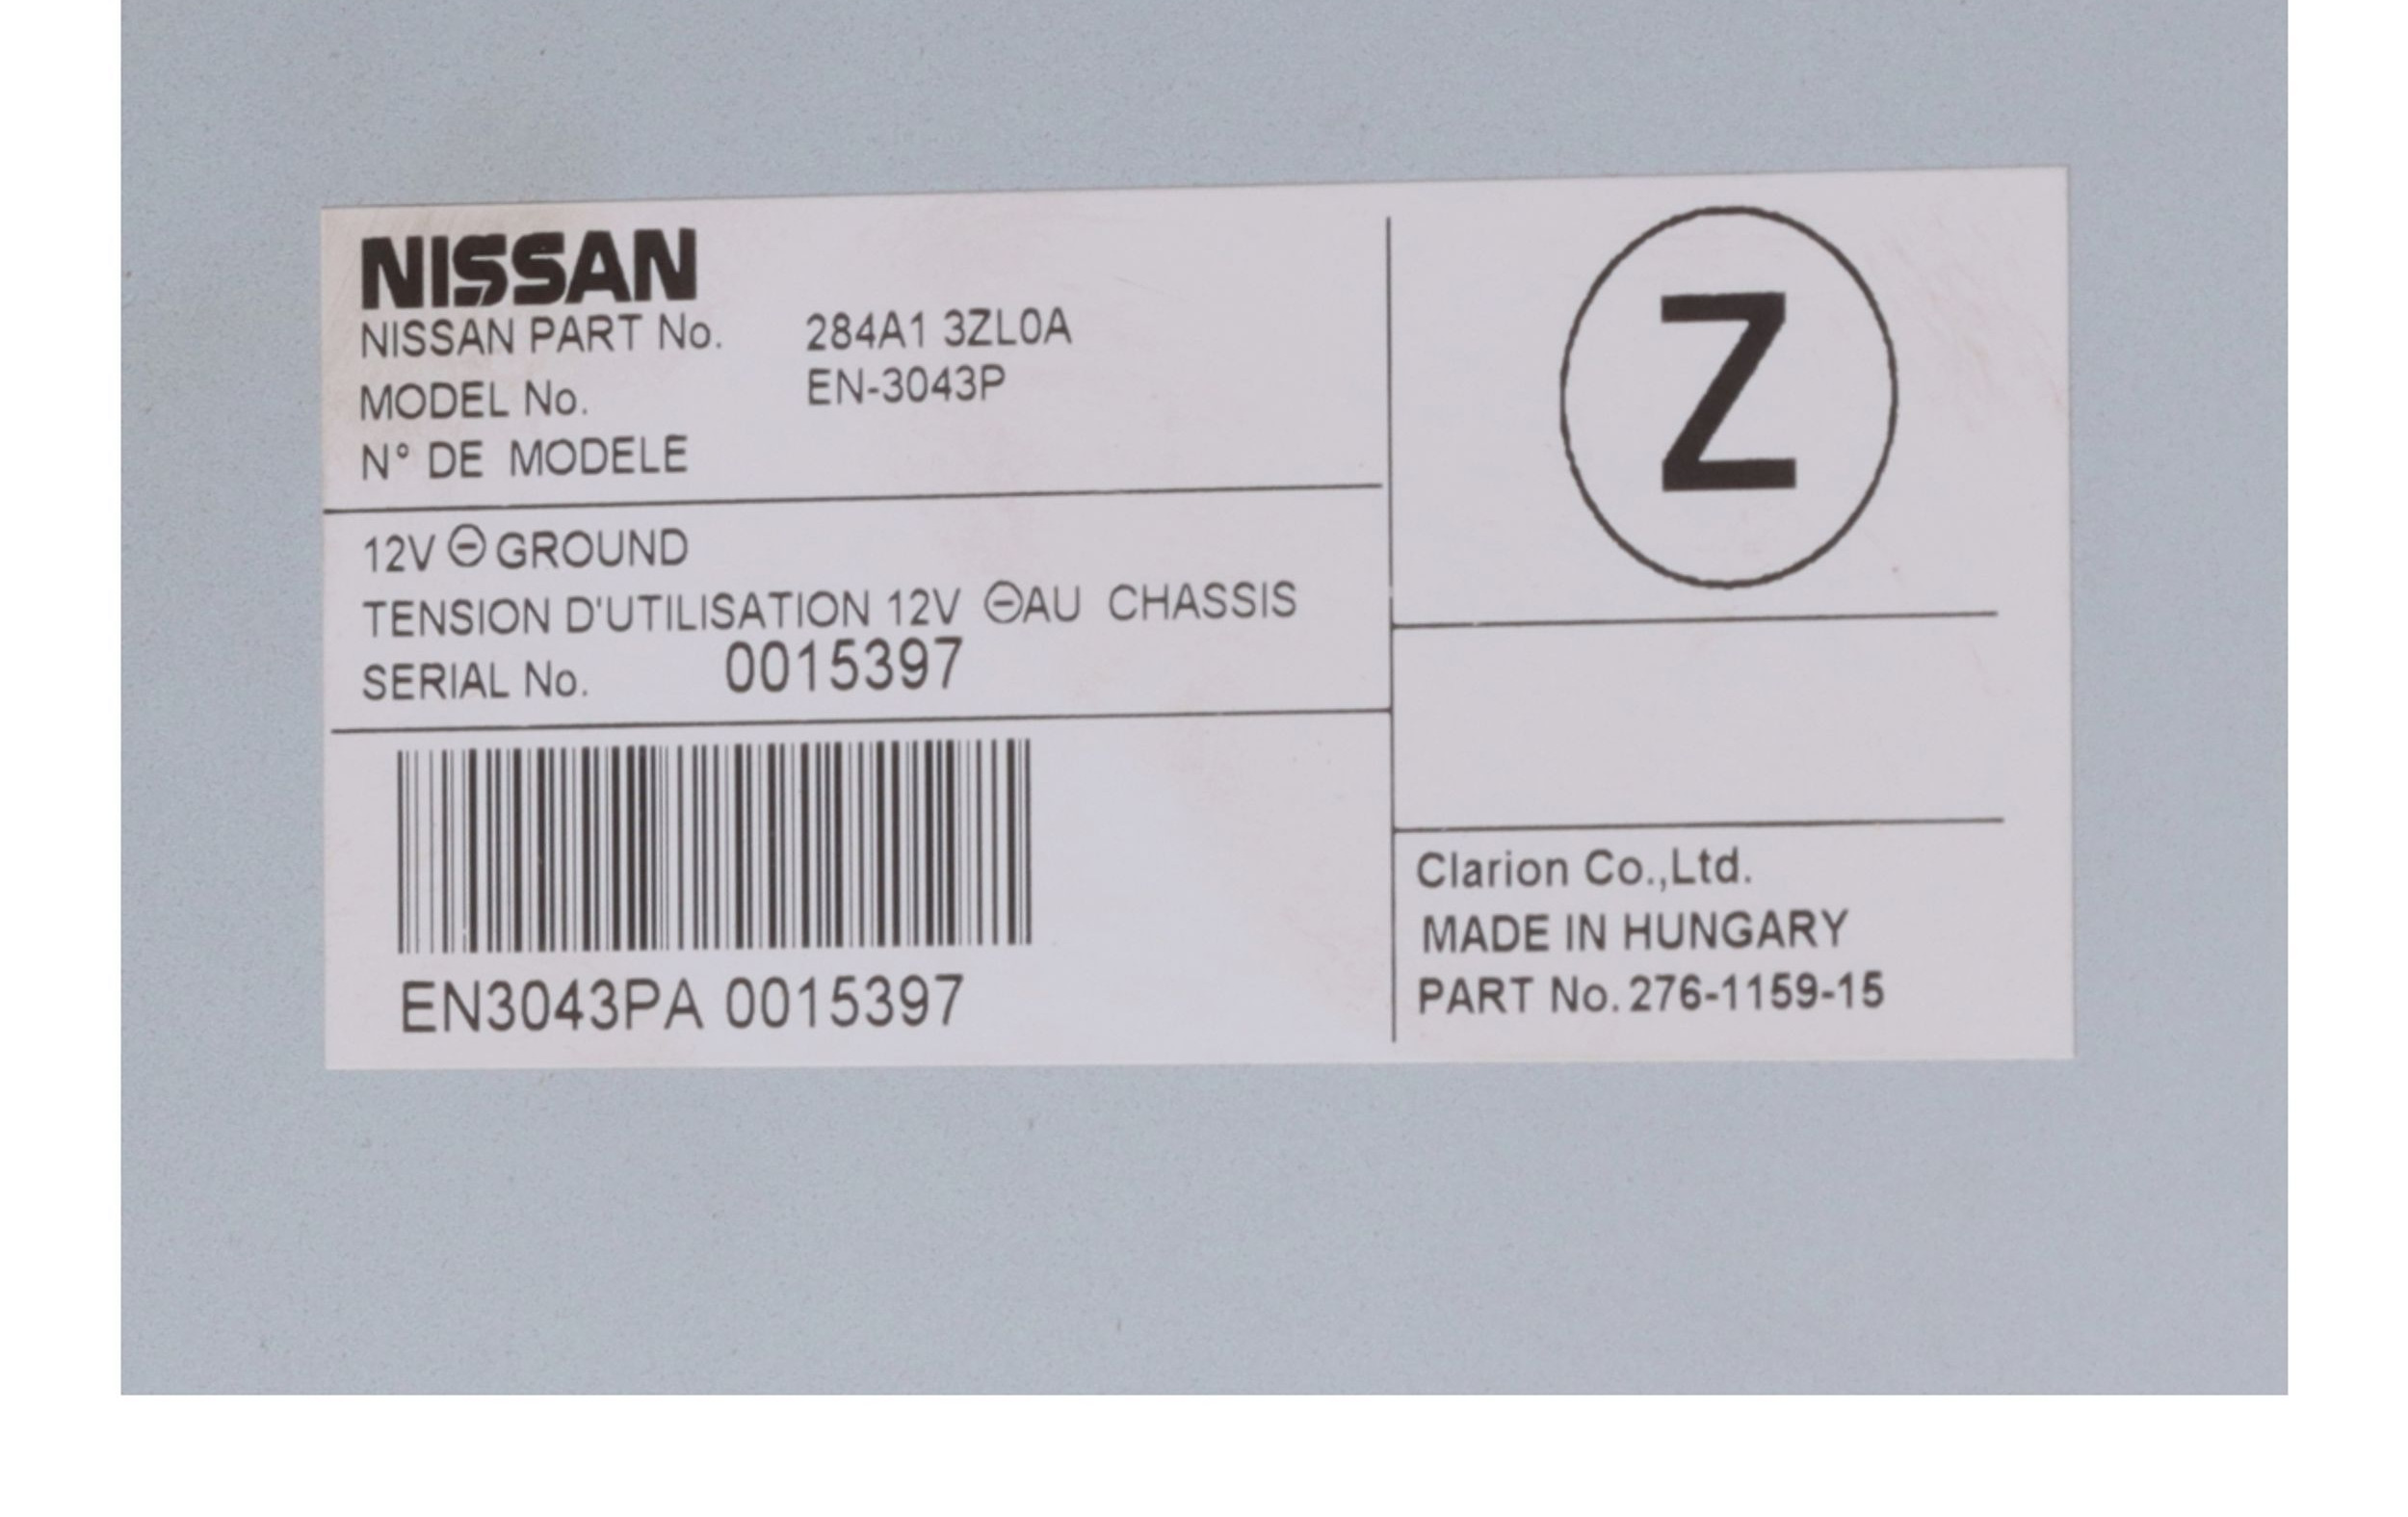 NISSAN
NISSAN PART No. 284A1 3ZL0A
MODEL No. EN-3043P
N° DE MODELE
12V ⊖ GROUND
TENSION D'UTILISATION 12V ⊖AU CHASSIS
SERIAL No. 0015397
EN3043PA 0015397
Z
Clarion Co.,Ltd.
MADE IN HUNGARY
PART No. 276-1159-15